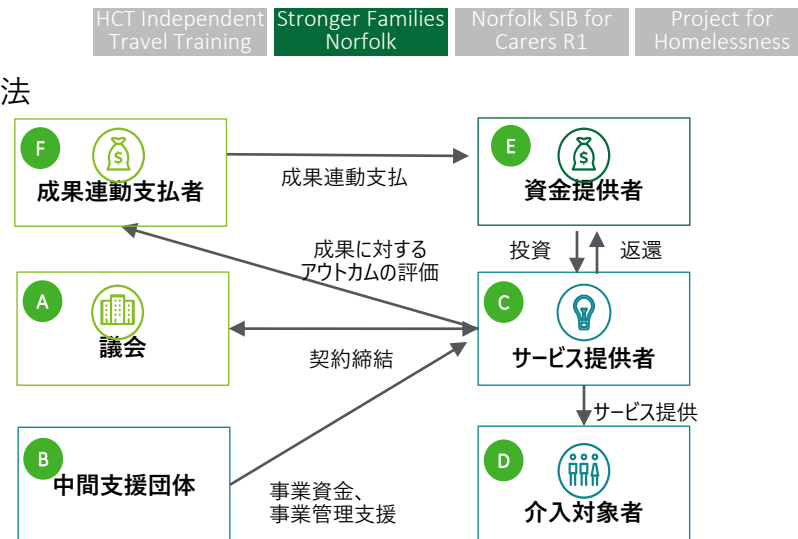 HCT Independent
Travel Training
Stronger Families
Norfolk
Norfolk SIB for
Carers R1
Project for
Homelessness
法
F
成果連動支払者
成果連動支払
E
資金提供者
成果に対する
アウトカムの評価
投資
返還
A
議会
契約締結
C
サービス提供者
サービス提供
B
中間支援団体
事業資金、
事業管理支援
D
介入対象者